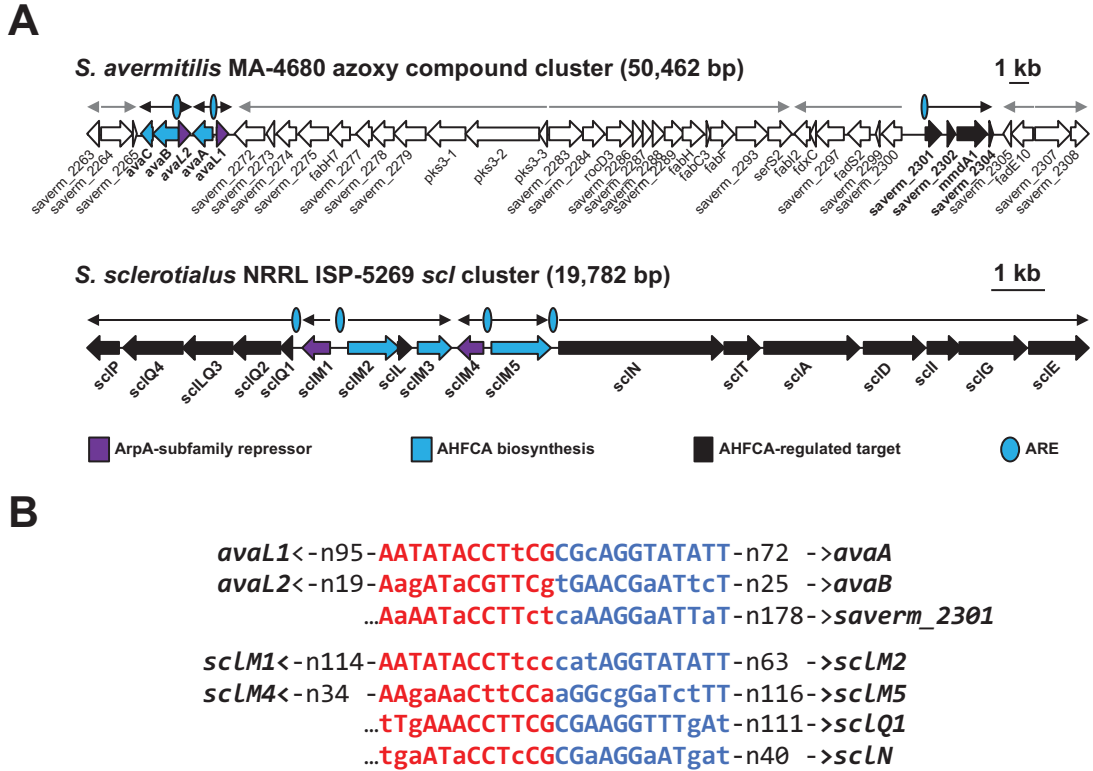 A
S. avermitilis MA-4680 azoxy compound cluster (50,462 bp)
1 kb
saverm_2263
saverm_2264
saverm_2265
avaC
avaB
avaL2
avaA
avaL1
saverm_2272
saverm_2273
saverm_2274
saverm_2275
fabH7
saverm_2277
saverm_2278
saverm_2279
pks3-1
pks3-2
pks3-3
saverm_2283
saverm_2284
rocD3
saverm_2286
saverm_2287
saverm_2288
saverm_2289
fabH1
fabC3
fabF
saverm_2293
serS2
fabI2
fdxC
saverm_2297
fadS2
saverm_2299
saverm_2300
saverm_2301
saverm_2302
mmdA1
saverm_2304
saverm_2305
fadE10
saverm_2307
saverm_2308
S. sclerotialus NRRL ISP-5269 scl cluster (19,782 bp)
1 kb
sclP
sclQ4
sclLQ3
sclQ2
sclQ1
sclM1
sclM2
sclL
sclM3
sclM4
sclM5
sclN
sclT
sclA
sclD
sclI
sclG
sclE
ArpA-subfamily repressor
AHFCA biosynthesis
AHFCA-regulated target
ARE
B
avaL1<-n95-AATATACCTtCGCGcAGGTATATT-n72 ->avaA
avaL2<-n19-AagATaCGTTCgtGAACGaATtcT-n25 ->avaB
…AaAATaCCTTctcaAAGGaATTaT-n178->saverm_2301
sclM1<-n114-AATATACCTtcccatAGGTATATT-n63 ->sclM2
sclM4<-n34 -AAgaAaCttCCaaGGcgGaTctTT-n116->sclM5
…tTgAAACCTTCGCGAAGGTTTgAt-n111->sclQ1
…tgaATaCCTcCGCGaAGGaATgat-n40 ->sclN